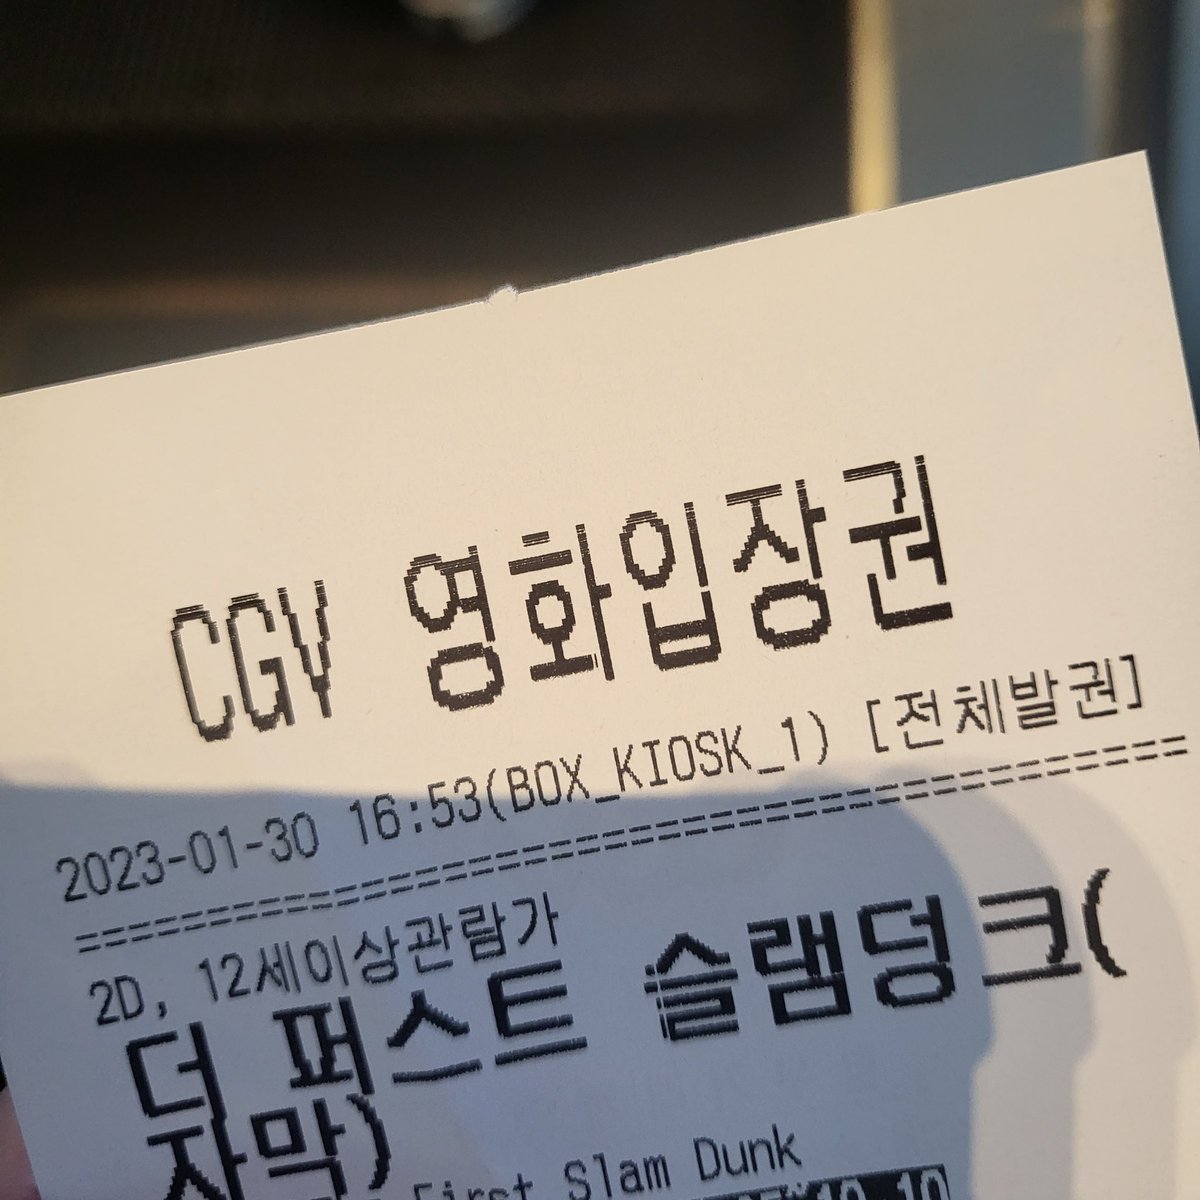 CGV 영화입장권
2023-01-30 16:53(BOX_KIOSK_1) [전체발권]
================================================
2D, 12세이상관람가
더 퍼스트 슬램덩크(
자막)
First Slam Dunk